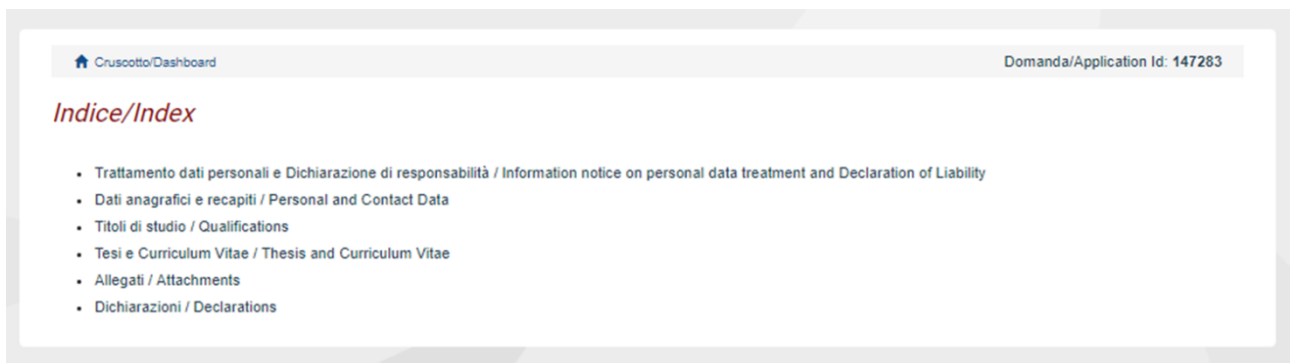 Cruscotto/Dashboard
Domanda/Application Id: 147283
Indice/Index
• Trattamento dati personali e Dichiarazione di responsabilità / Information notice on personal data treatment and Declaration of Liability
• Dati anagrafici e recapiti / Personal and Contact Data
• Titoli di studio / Qualifications
• Tesi e Curriculum Vitae / Thesis and Curriculum Vitae
• Allegati / Attachments
• Dichiarazioni / Declarations